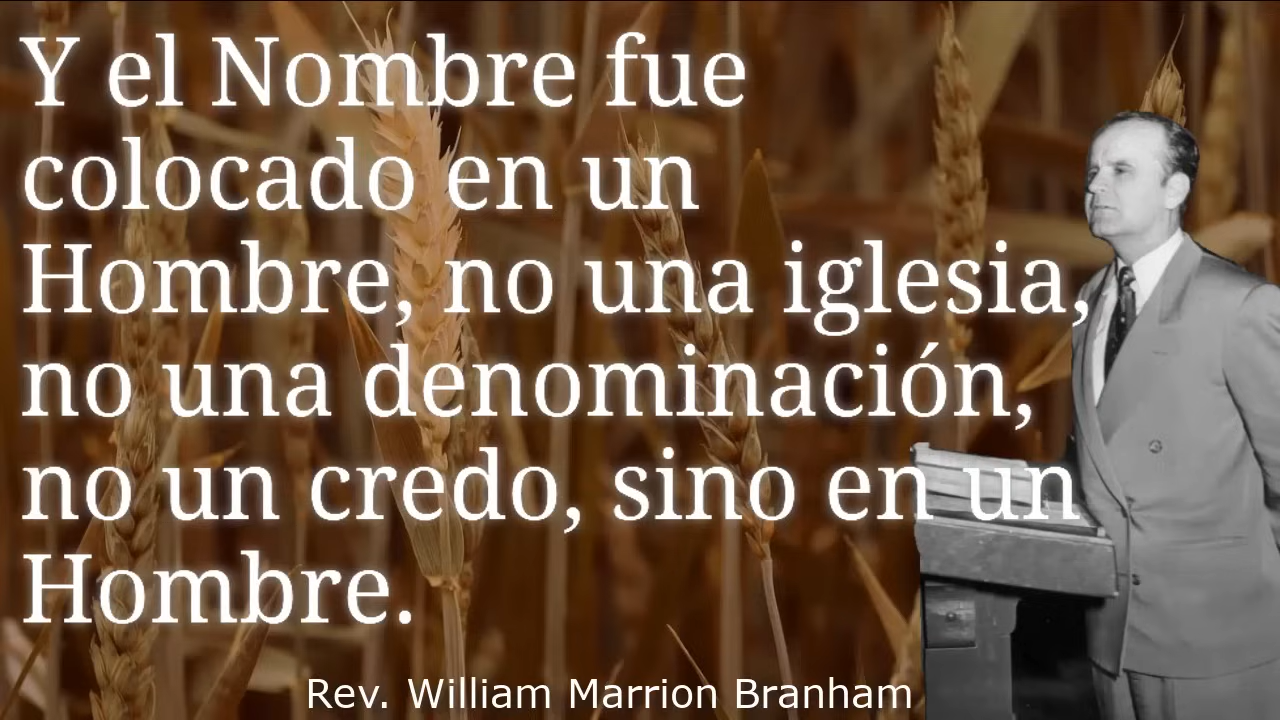 Y el Nombre fue
colocado en un
Hombre, no una iglesia,
no una denominación,
no un credo, sino en un
Hombre.
Rev. William Marrion Branham